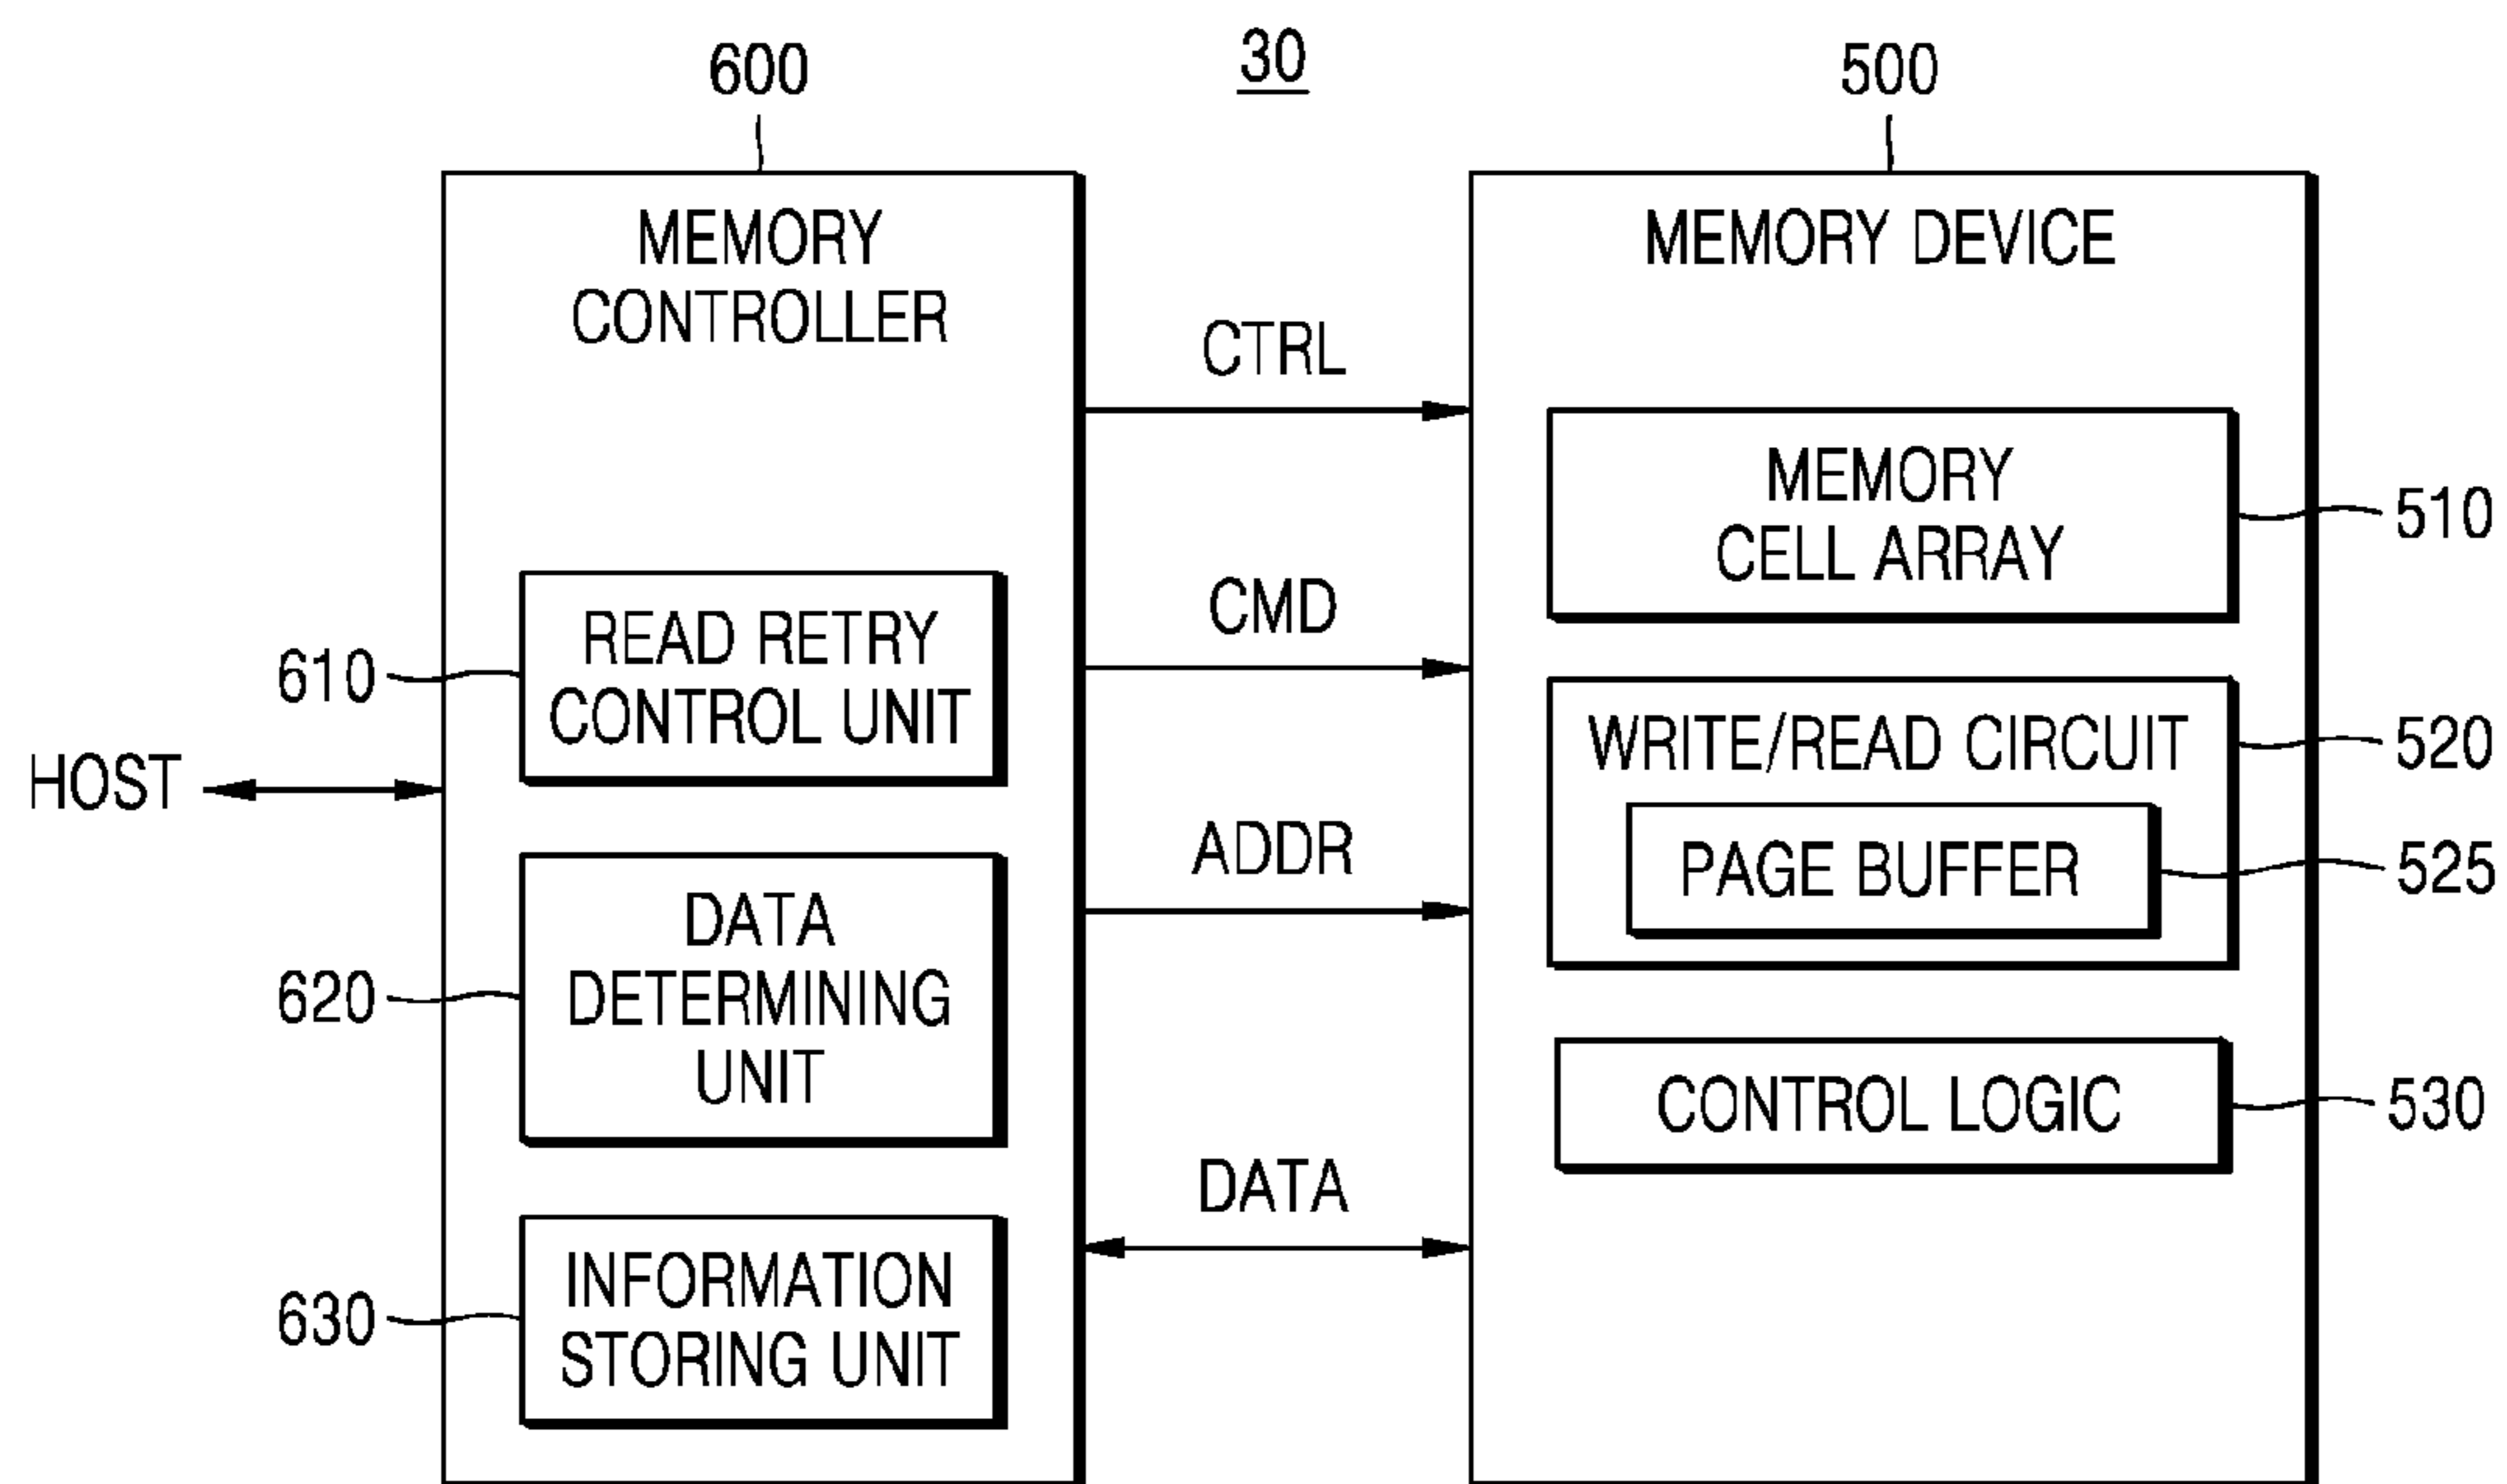 30
600
500
MEMORY
CONTROLLER
READ RETRY
CONTROL UNIT
610
HOST
DATA
DETERMINING
UNIT
620
INFORMATION
STORING UNIT
630
CTRL
CMD
ADDR
DATA
MEMORY DEVICE
MEMORY
CELL ARRAY
510
WRITE/READ CIRCUIT
520
PAGE BUFFER
525
CONTROL LOGIC
530